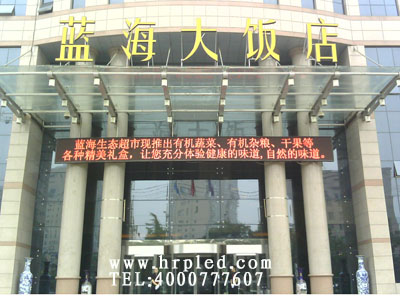 蓝海大饭店
蓝海生态超市现推出有机蔬菜、有机杂粮、干果等
各种精美礼盒，让您充分体验健康的味道,自然的味道。
www.hrpled.com
TEL:4000777607